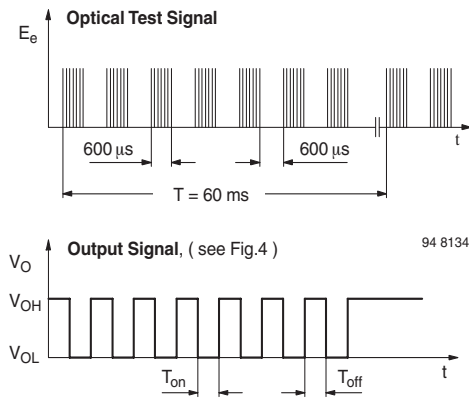 Optical Test Signal
Ee
t
600 µs
600 µs
T = 60 ms
Output Signal, ( see Fig.4 )
94 8134
VO
VOH
VOL
Ton
Toff
t